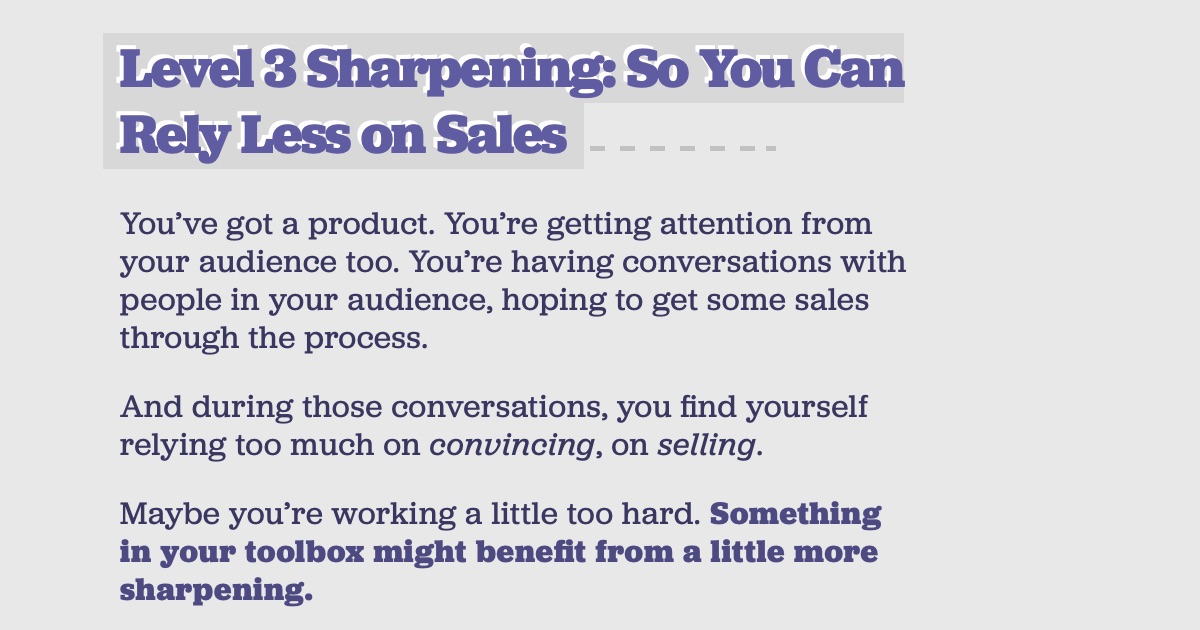 Level 3 Sharpening: So You Can
Rely Less on Sales
You’ve got a product. You’re getting attention from
your audience too. You’re having conversations with
people in your audience, hoping to get some sales
through the process.
And during those conversations, you find yourself
relying too much on convincing, on selling.
Maybe you’re working a little too hard. Something
in your toolbox might benefit from a little more
sharpening.